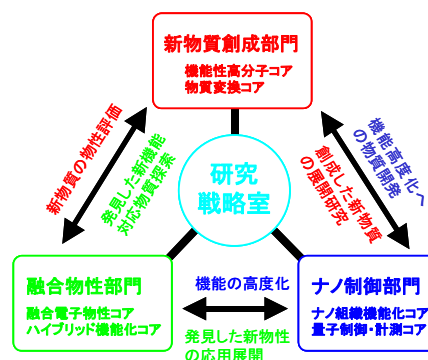 新物質創成部門
機能性高分子コア
物質変換コア
新物質の物性評価
発見した新機能
対応物質探索
研究
戦略室
機能高度化へ
の物質開発
創成した新物質
の展開研究
融合物性部門
融合電子物性コア
ハイブリッド機能化コア
機能の高度化
発見した新物性
の応用展開
ナノ制御部門
ナノ組織機能化コア
量子制御・計測コア